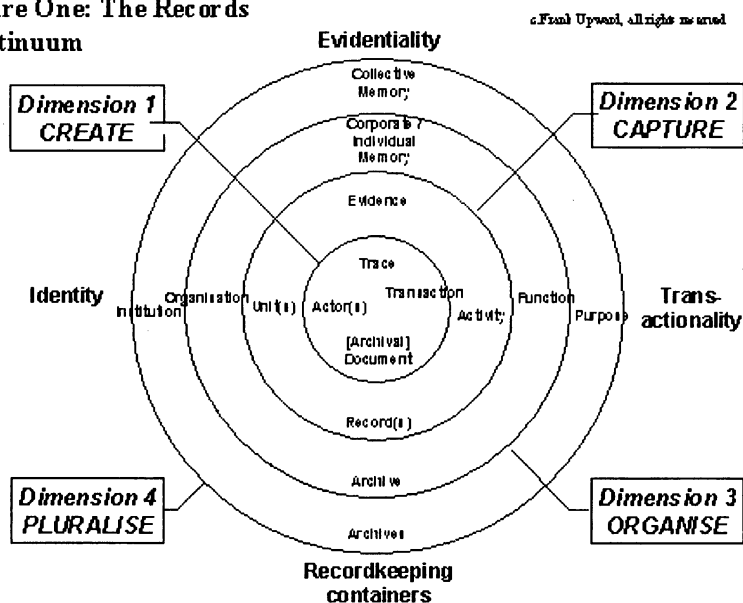 re One: The Records
tinuum
c.Frank Upward, all rights reserved
Evidentiality
Collective
Memory
Dimension 1
CREATE
Dimension 2
CAPTURE
Corporate /
Individual
Memory
Evidence
Trace
Identity
Institution
Organisation
Unit(s)
Actor(s)
Transaction
Activity
Function
Purpose
Trans-
actionality
[Archival]
Document
Record(s)
Archive
Dimension 4
PLURALISE
Dimension 3
ORGANISE
Archives
Recordkeeping
containers